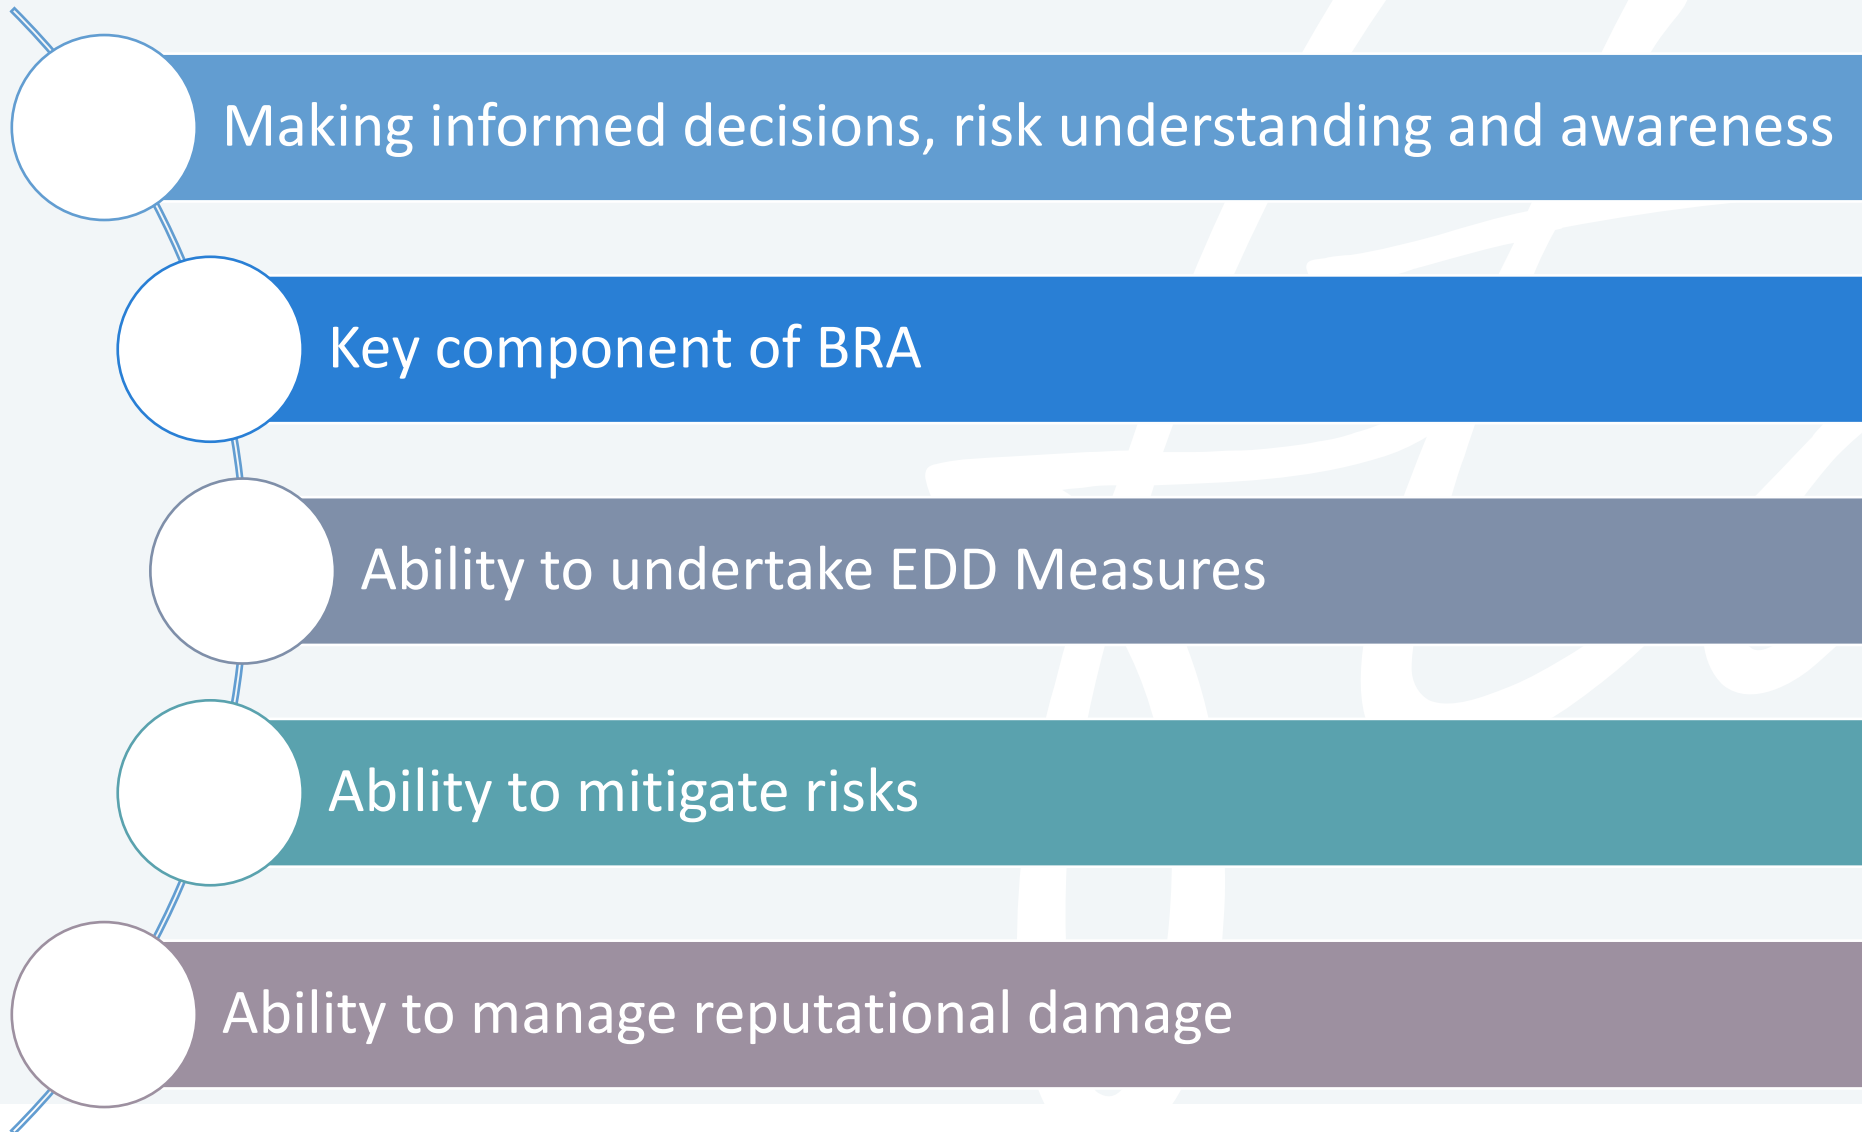 Making informed decisions, risk understanding and awareness
Key component of BRA
Ability to undertake EDD Measures
Ability to mitigate risks
Ability to manage reputational damage